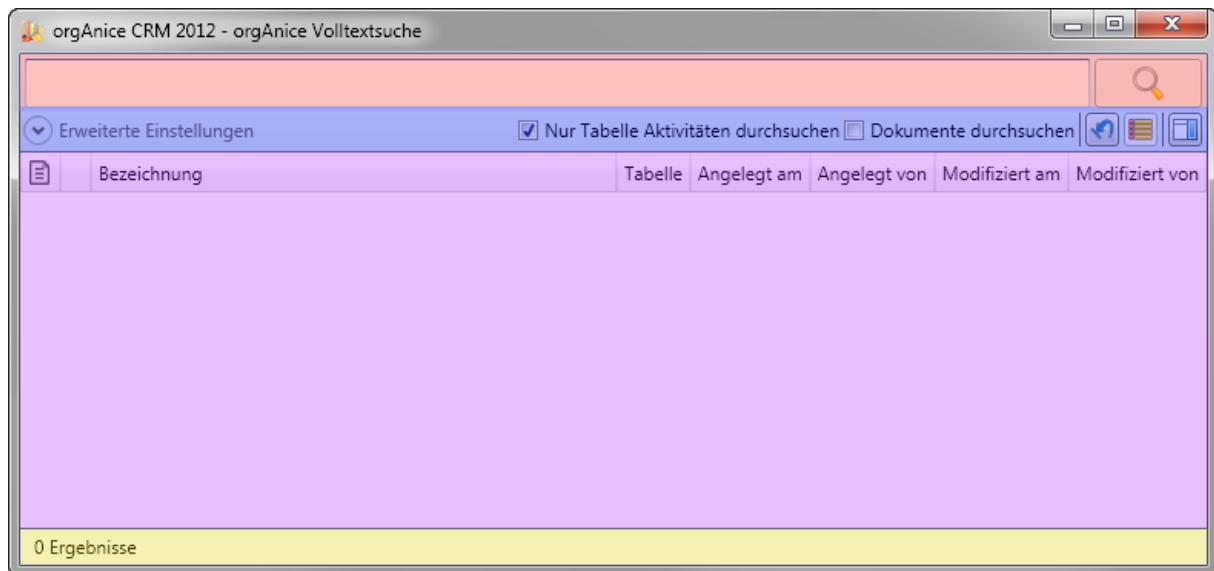 orgAnice CRM 2012 - orgAnice Volltextsuche
Erweiterte Einstellungen Nur Tabelle Aktivitäten durchsuchen Dokumente durchsuchen
Bezeichnung Tabelle Angelegt am Angelegt von Modifiziert am Modifiziert von
0 Ergebnisse